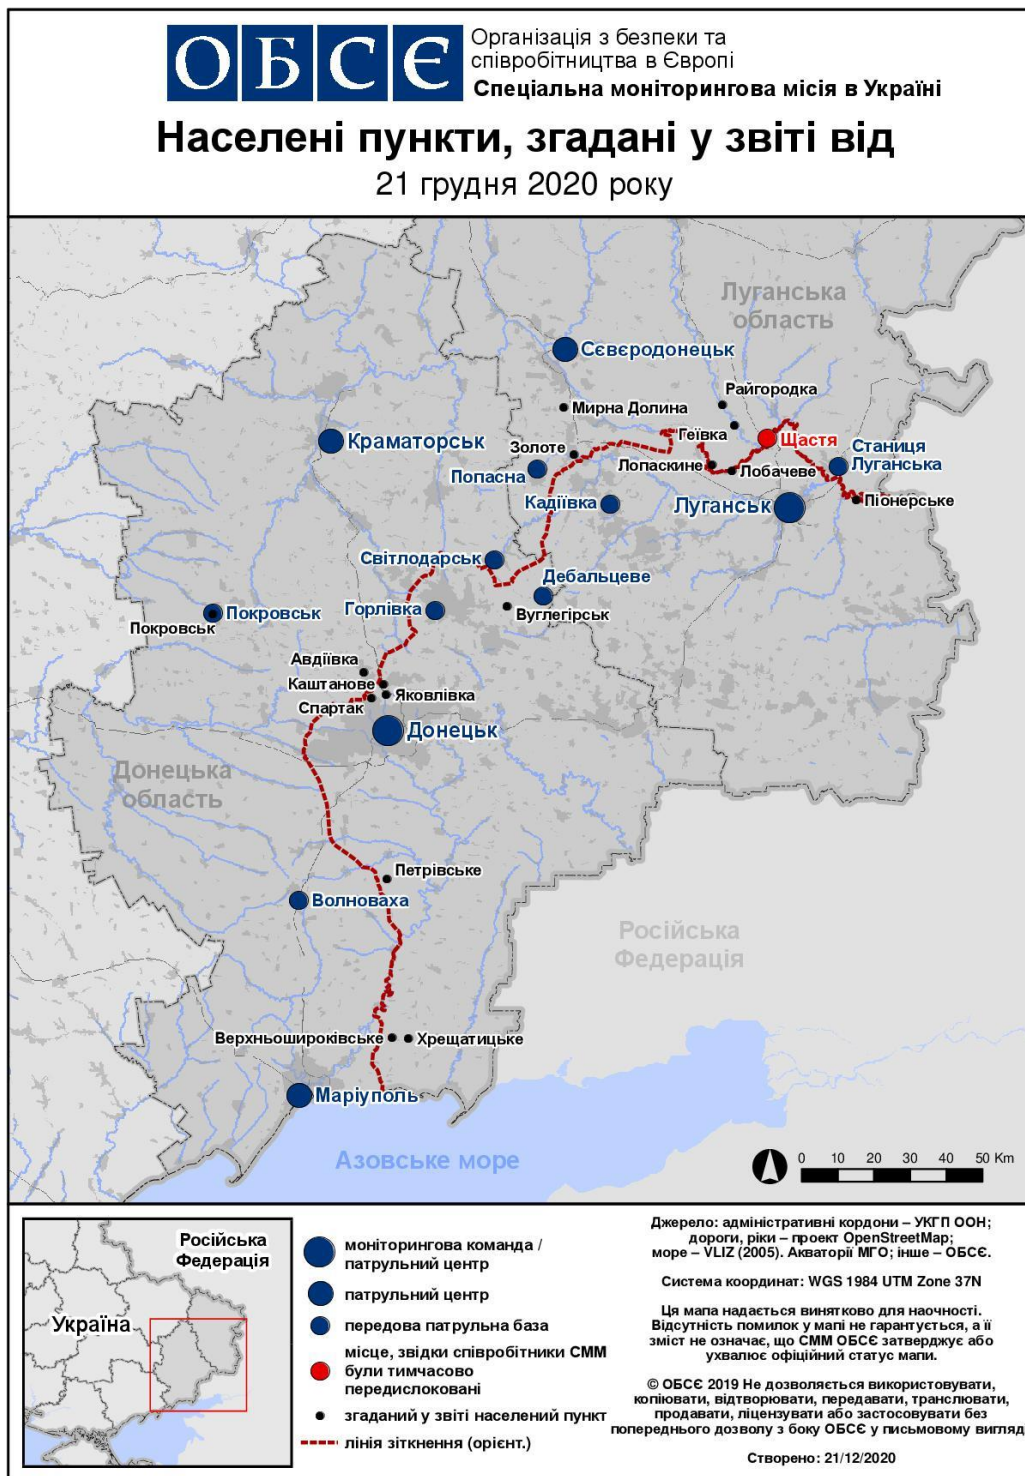 ОБСЄ
Організація з безпеки та
співробітництва в Європі
Спеціальна моніторингова місія в Україні
Населені пункти, згадані у звіті від
21 грудня 2020 року
Луганська
область
Сєвєродонецьк
Райгородка
Мирна Долина
Геївка
Щастя
Краматорськ
Золоте
Станиця
Луганська
Попасна
Лопаскине
Лобачеве
Кадіївка
Луганськ
Піонерське
Світлодарськ
Дебальцеве
Горлівка
Вуглегірськ
Покровськ
Покровськ
Авдіївка
Каштанове
Яковлівка
Спартак
Донецьк
Донецька
область
Петрівське
Волноваха
Російська
Федерація
Верхньошироківське
Хрещатицьке
Маріуполь
Азовське море
0 10 20 30 40 50 Km
Російська
Федерація
Україна
моніторингова команда /
патрульний центр
патрульний центр
передова патрульна база
місце, звідки співробітники СММ
були тимчасово
передислоковані
згаданий у звіті населений пункт
лінія зіткнення (орієнт.)
Джерело: адміністративні кордони – УКГП ООН;
дороги, ріки – проект OpenStreetMap;
море – VLIZ (2005). Акваторії МГО; інше – ОБСЄ.
Система координат: WGS 1984 UTM Zone 37N
Ця мапа надається винятково для наочності.
Відсутність помилок у мапі не гарантується, а її
зміст не означає, що СММ ОБСЄ затверджує або
ухвалює офіційний статус мапи.
© ОБСЄ 2019 Не дозволяється використовувати,
копіювати, відтворювати, передавати, транслювати,
продавати, ліцензувати або застосовувати без
попереднього дозволу з боку ОБСЄ у письмовому вигляді
Створено: 21/12/2020